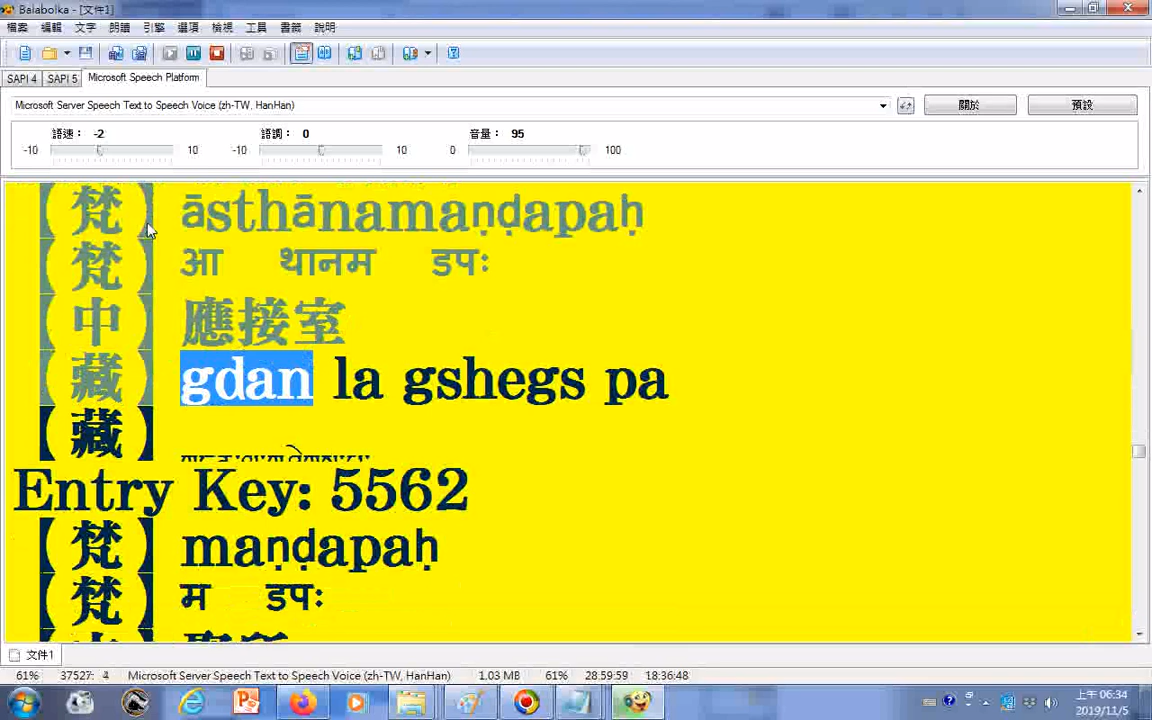 Balabolka - [文件1]
檔案 編輯 文字 朗讀 引擎 選項 檢視 工具 書籤 說明
SAPI 4 SAPI 5 Microsoft Speech Platform
Microsoft Server Speech Text to Speech Voice (zh-TW, HanHan) 關於 預設
語速： -2 語調： 0 音量： 95
-10 10 -10 10 0 100
【梵】 āsthānamaṇḍapaḥ
【梵】 आ थानम डपः
【中】 應接室
【藏】 gdan la gshegs pa
【藏】
Entry Key: 5562
【梵】 maṇḍapaḥ
【梵】 म डपः
文件1
61% 37527: 4 Microsoft Server Speech Text to Speech Voice (zh-TW, HanHan) 1.03 MB 61% 28:59:59 18:36:48
上午 06:34
2019/11/5